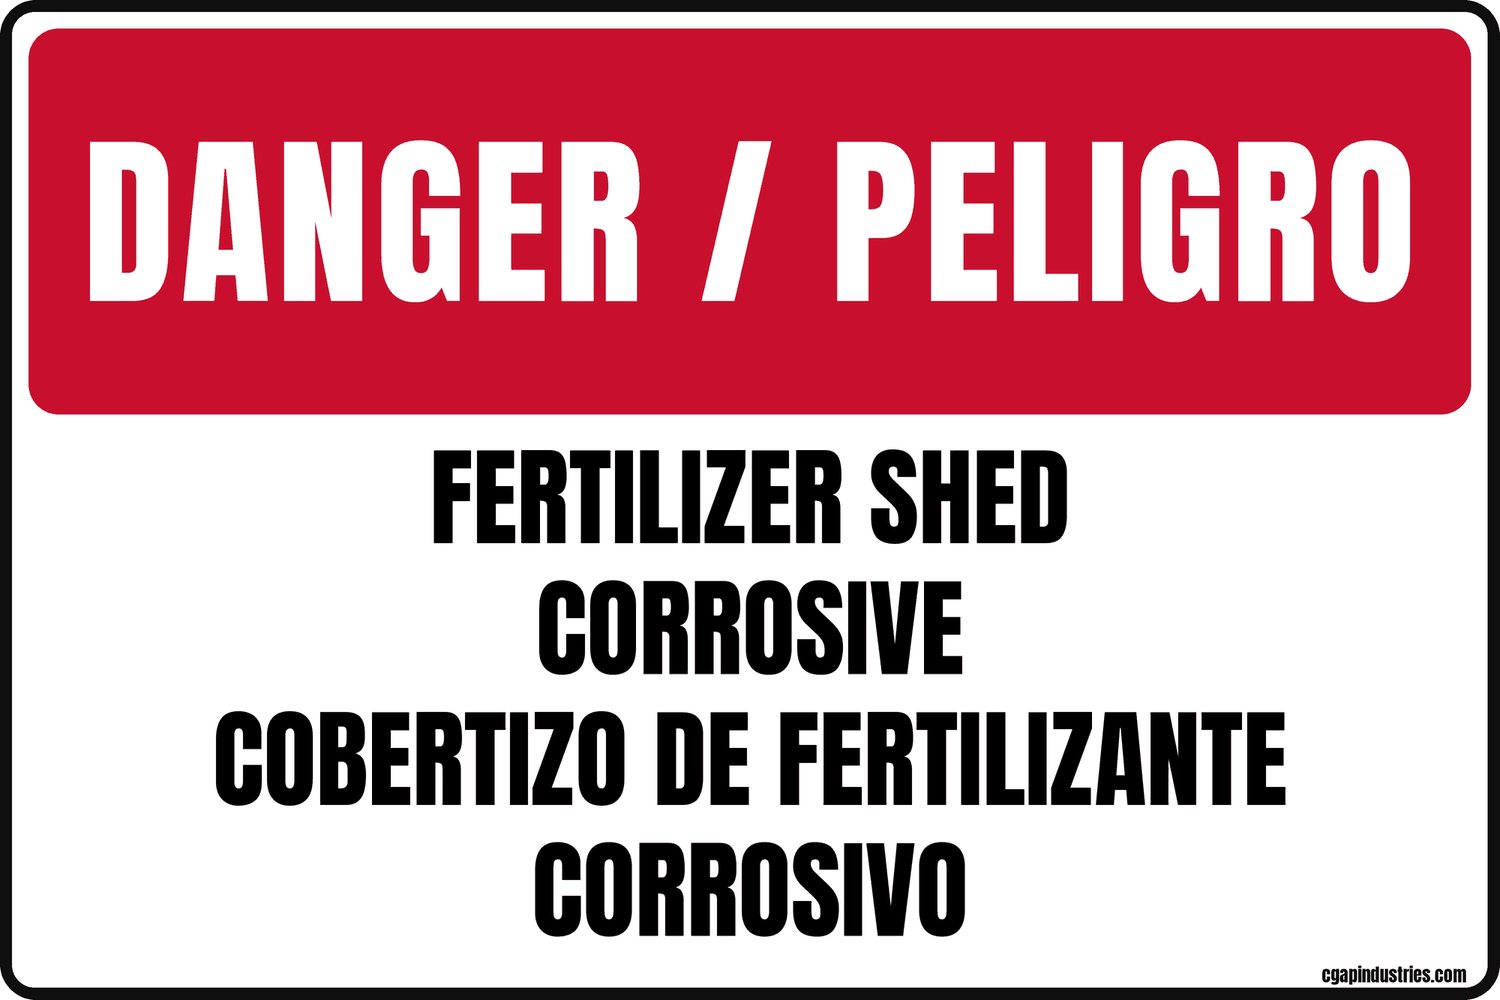 DANGER / PELIGRO
FERTILIZER SHED
CORROSIVE
COBERTIZO DE FERTILIZANTE
CORROSIVO
cgapindustries.com